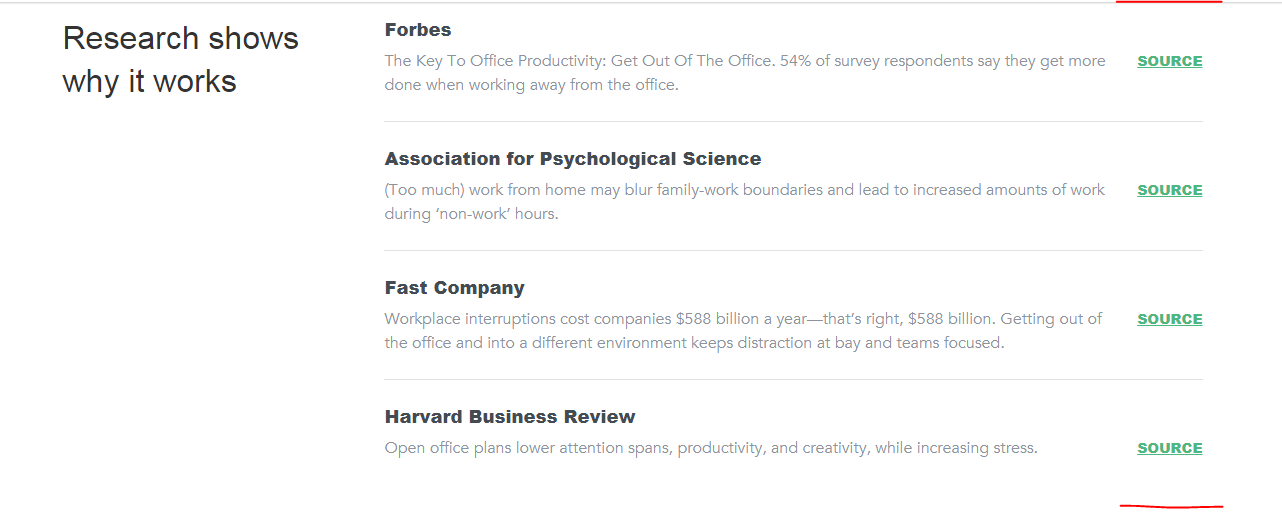 Research shows
why it works
Forbes
The Key To Office Productivity: Get Out Of The Office. 54% of survey respondents say they get more
done when working away from the office.
SOURCE
Association for Psychological Science
(Too much) work from home may blur family-work boundaries and lead to increased amounts of work
during ‘non-work’ hours.
SOURCE
Fast Company
Workplace interruptions cost companies $588 billion a year—that’s right, $588 billion. Getting out of
the office and into a different environment keeps distraction at bay and teams focused.
SOURCE
Harvard Business Review
Open office plans lower attention spans, productivity, and creativity, while increasing stress.
SOURCE